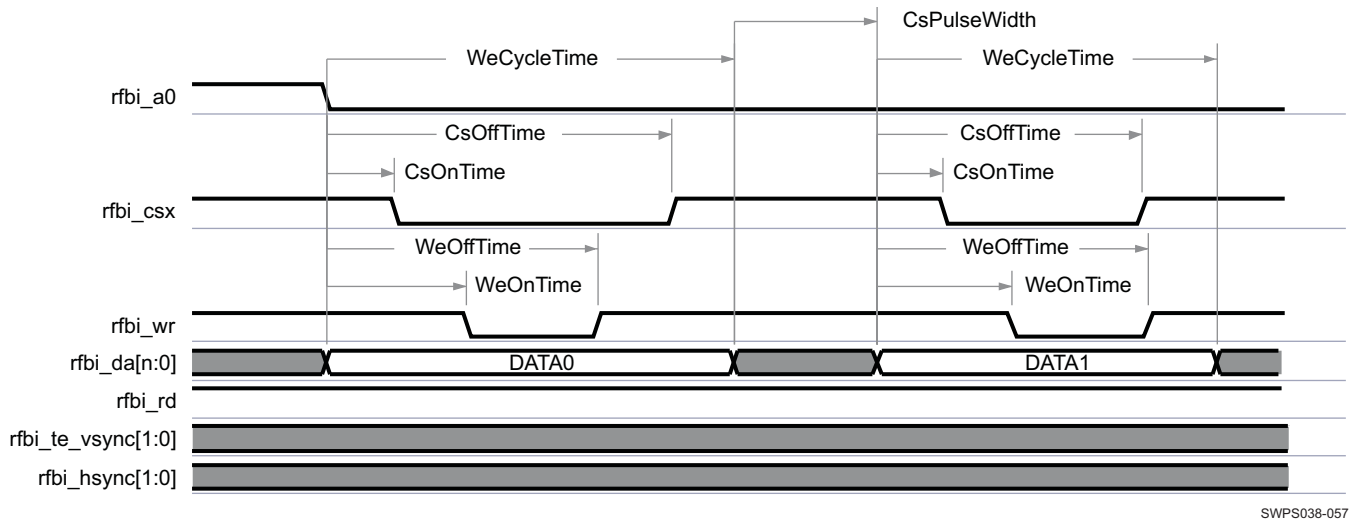 CsPulseWidth
WeCycleTime WeCycleTime
rfbi_a0
CsOffTime CsOffTime
CsOnTime CsOnTime
rfbi_csx
WeOffTime WeOffTime
WeOnTime WeOnTime
rfbi_wr
rfbi_da[n:0] DATA0 DATA1
rfbi_rd
rfbi_te_vsync[1:0]
rfbi_hsync[1:0]
SWPS038-057